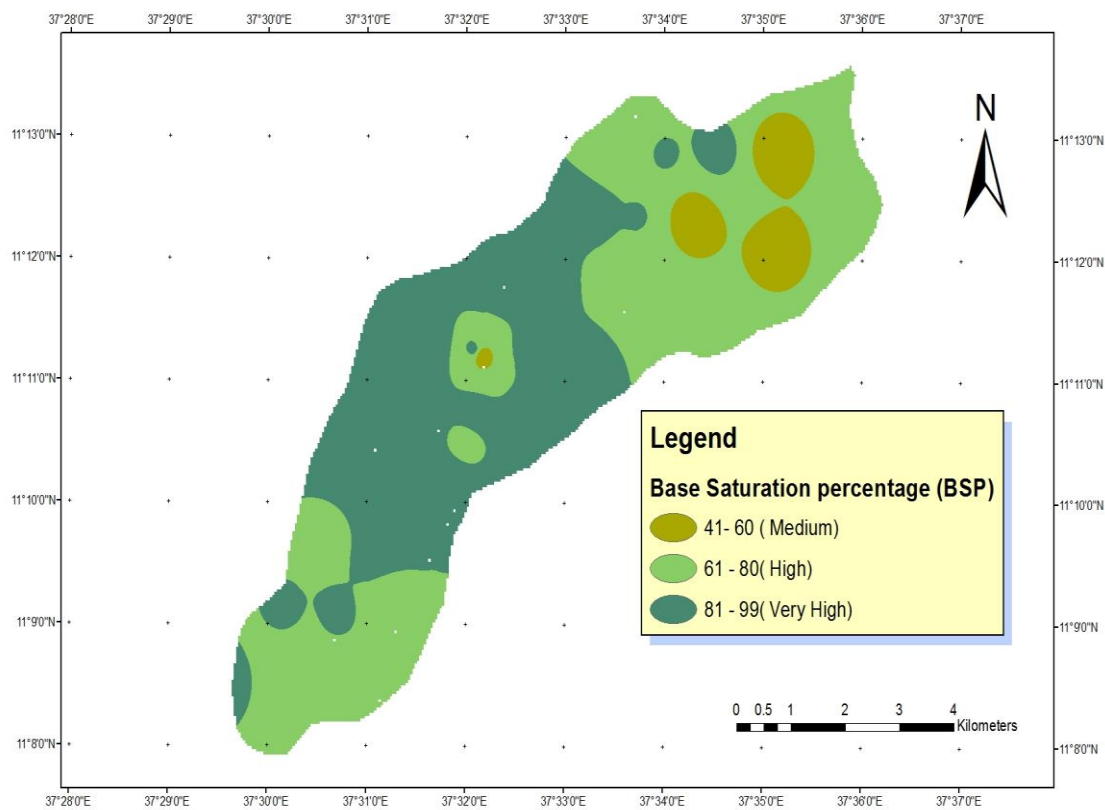 37°28'0"E 37°29'0"E 37°30'0"E 37°31'0"E 37°32'0"E 37°33'0"E 37°34'0"E 37°35'0"E 37°36'0"E 37°37'0"E
N
11°13'0"N 11°13'0"N
11°12'0"N 11°12'0"N
11°11'0"N 11°11'0"N
Legend
Base Saturation percentage (BSP)
41- 60 ( Medium)
61 - 80( High)
81 - 99( Very High)
11°10'0"N 11°10'0"N
11°9'0"N 11°9'0"N
0 0.5 1 2 3 4
Kilometers
11°8'0"N 11°8'0"N
37°28'0"E 37°29'0"E 37°30'0"E 37°31'0"E 37°32'0"E 37°33'0"E 37°34'0"E 37°35'0"E 37°36'0"E 37°37'0"E